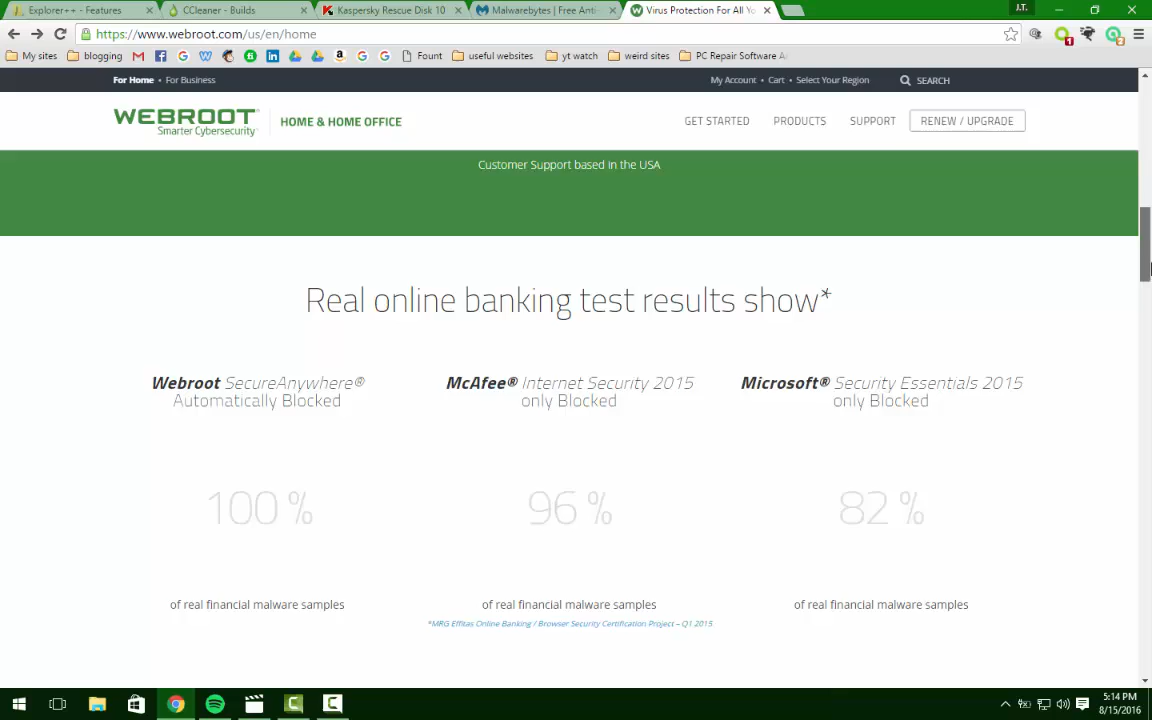 Explorer++ - Features
CCleaner - Builds
Kaspersky Rescue Disk 10
Malwarebytes | Free Anti
Virus Protection For All Yo
J.T.
https://www.webroot.com/us/en/home
My sites
blogging
Fount
useful websites
yt watch
weird sites
PC Repair Software A
For Home • For Business
My Account • Cart • Select Your Region
SEARCH
WEBROOT
Smarter Cybersecurity
HOME & HOME OFFICE
GET STARTED
PRODUCTS
SUPPORT
RENEW / UPGRADE
Customer Support based in the USA
Real online banking test results show*
Webroot SecureAnywhere®
Automatically Blocked
McAfee® Internet Security 2015
only Blocked
Microsoft® Security Essentials 2015
only Blocked
100 %
96 %
82 %
of real financial malware samples
of real financial malware samples
of real financial malware samples
*MRG Effitas Online Banking / Browser Security Certification Project – Q1 2015
5:14 PM
8/15/2016